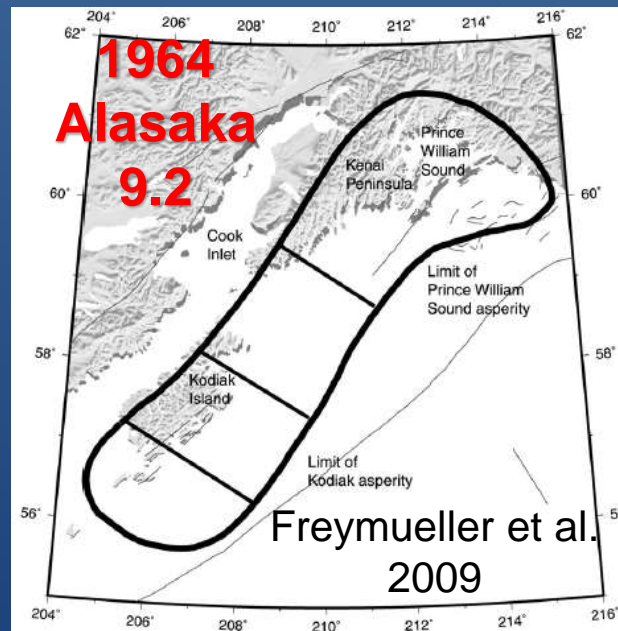 204° 206° 208° 210° 212° 214° 216°
62° 62°
1964
Alasaka
9.2
Prince
William
Sound
Kenai
Peninsula
60° 60°
Cook
Inlet
Limit of
Prince William
Sound asperity
58° 58°
Kodiak
Island
Limit of
Kodiak asperity
56°
Freymueller et al.
2009
204° 206° 208° 210° 212° 214° 216°